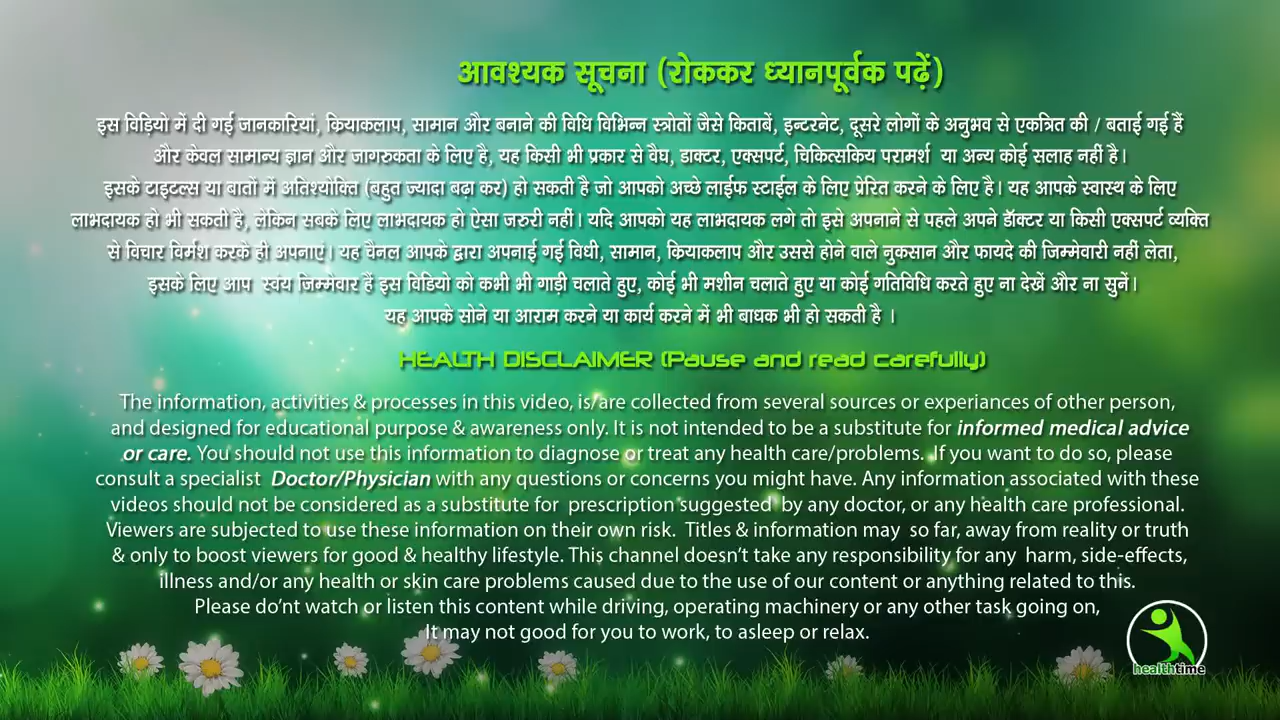 आवश्यक सूचना (रोककर ध्यानपूर्वक पढ़ें)
इस विड़ियो में दी गई जानकारियां, क्रियाकलाप, सामान और बनाने की विधि विभिन्न स्त्रोतों जैसे किताबें, इन्टरनेट, दूसरे लोगों के अनुभव से एकत्रित की / बताई गई हैं
और केवल सामान्य ज्ञान और जागरुकता के लिए है, यह किसी भी प्रकार से वैघ, डाक्टर, एक्सपर्ट, चिकित्सकिय परामर्श या अन्य कोई सलाह नहीं है।
इसके टाइटल्स या बातों में अतिश्योक्ति (बहुत ज्यादा बढ़ा कर) हो सकती है जो आपको अच्छे लाईफ स्टाईल के लिए प्रेरित करने के लिए है। यह आपके स्वास्थ के लिए
लाभदायक हो भी सकती है, लेकिन सबके लिए लाभदायक हो ऐसा जरुरी नहीं। यदि आपको यह लाभदायक लगे तो इसे अपनाने से पहले अपने डॉक्टर या किसी एक्सपर्ट व्यक्ति
से विचार विर्मश करके ही अपनाएं। यह चैनल आपके द्वारा अपनाई गई विधी, सामान, क्रियाकलाप और उससे होने वाले नुकसान और फायदे की जिम्मेवारी नहीं लेता,
इसके लिए आप स्वंय जिम्मेवार हैं इस विडियो को कभी भी गाड़ी चलाते हुए, कोई भी मशीन चलाते हुए या कोई गतिविधि करते हुए ना देखें और ना सुनें।
यह आपके सोने या आराम करने या कार्य करने में भी बाधक भी हो सकती है ।
HEALTH DISCLAIMER (Pause and read carefully)
The information, activities & processes in this video, is/are collected from several sources or experiances of other person,
and designed for educational purpose & awareness only. It is not intended to be a substitute for informed medical advice
or care. You should not use this information to diagnose or treat any health care/problems. If you want to do so, please
consult a specialist Doctor/Physician with any questions or concerns you might have. Any information associated with these
videos should not be considered as a substitute for prescription suggested by any doctor, or any health care professional.
Viewers are subjected to use these information on their own risk. Titles & information may so far, away from reality or truth
& only to boost viewers for good & healthy lifestyle. This channel doesn't take any responsibility for any harm, side-effects,
illness and/or any health or skin care problems caused due to the use of our content or anything related to this.
Please do'nt watch or listen this content while driving, operating machinery or any other task going on,
It may not good for you to work, to asleep or relax.
healthtime